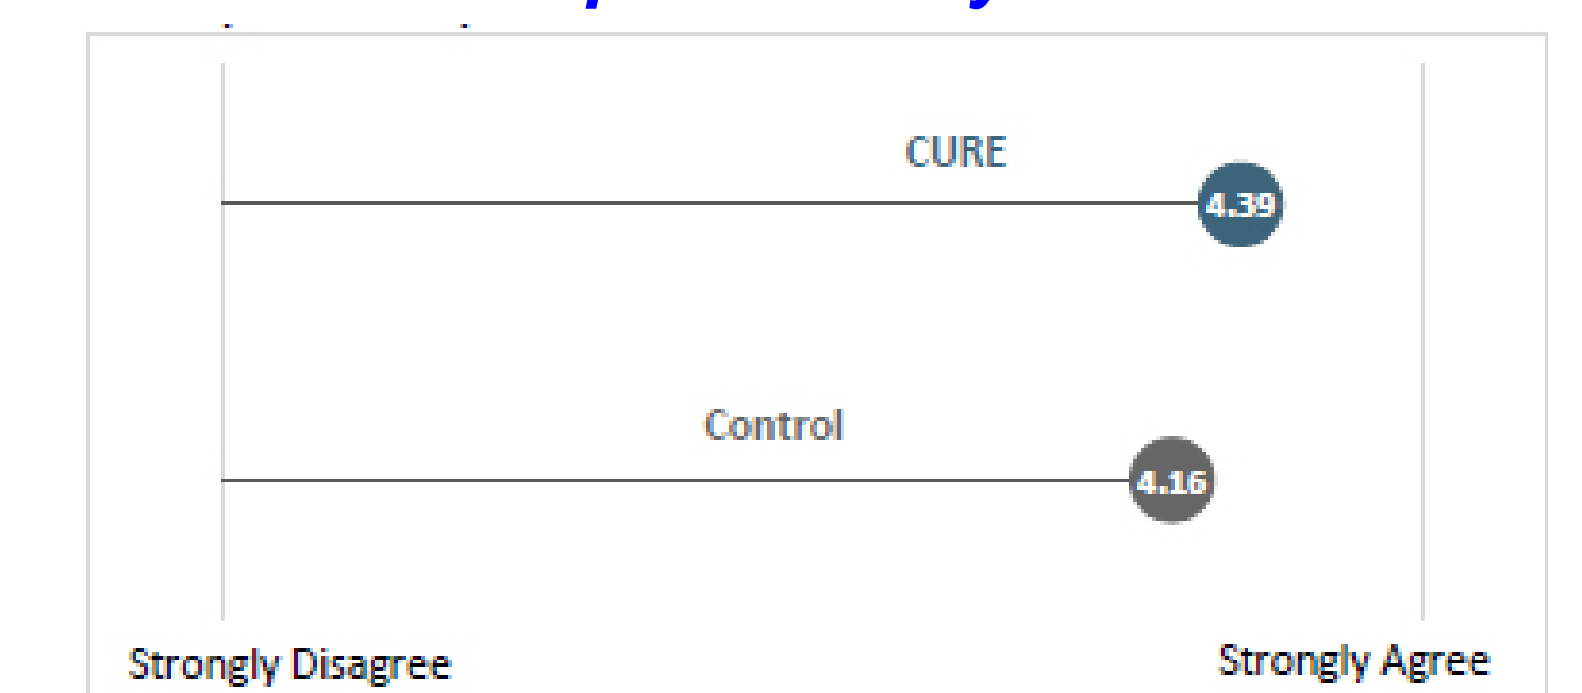 CURE
4.39
Control
4.16
Strongly Disagree
Strongly Agree